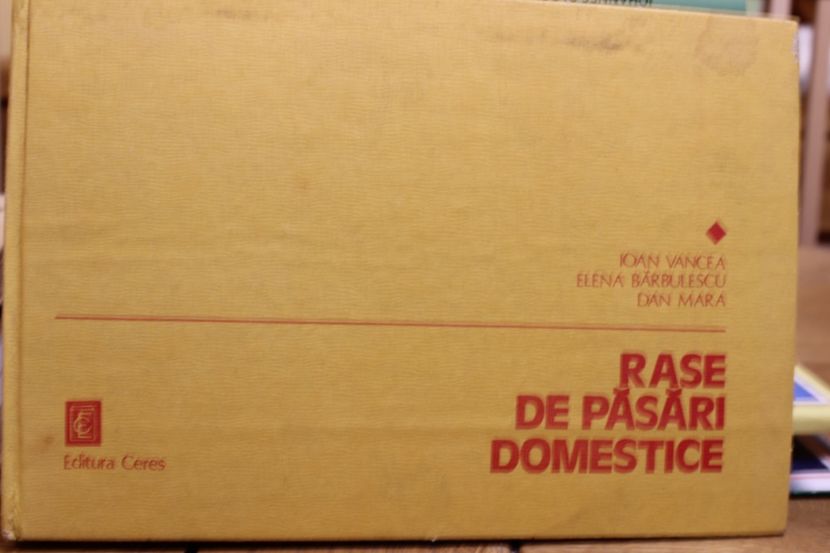 IOAN VANCEA
ELENA BĂRBULESCU
DAN MARA
RASE
DE PĂSĂRI
DOMESTICE
Editura Ceres